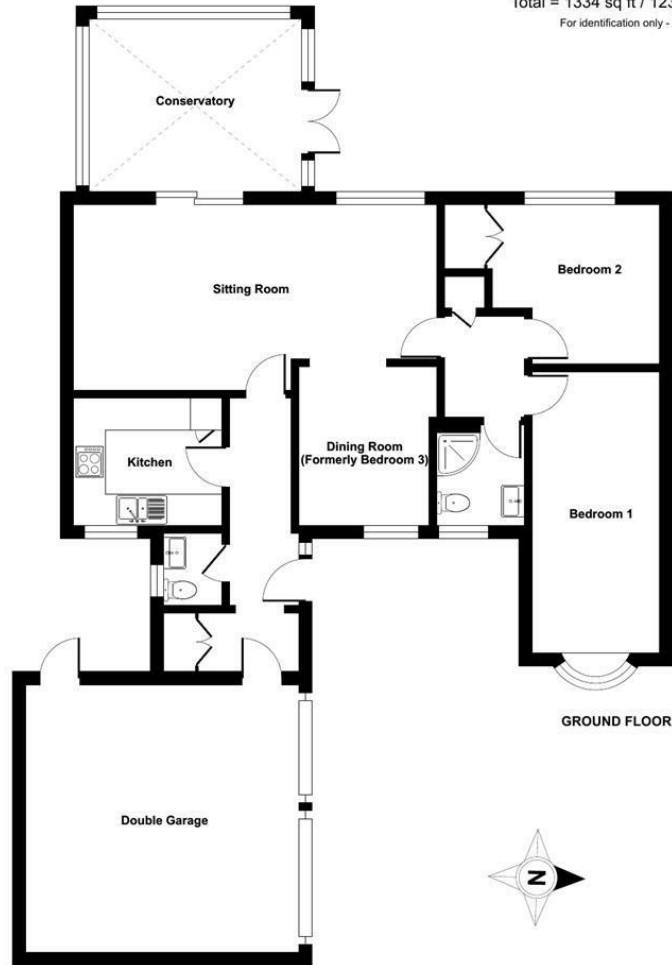 Total = 1334 sq ft / 123
For identification only -
Conservatory
Sitting Room
Bedroom 2
Kitchen
Dining Room
(Formerly Bedroom 3)
Bedroom 1
GROUND FLOOR
Double Garage
N